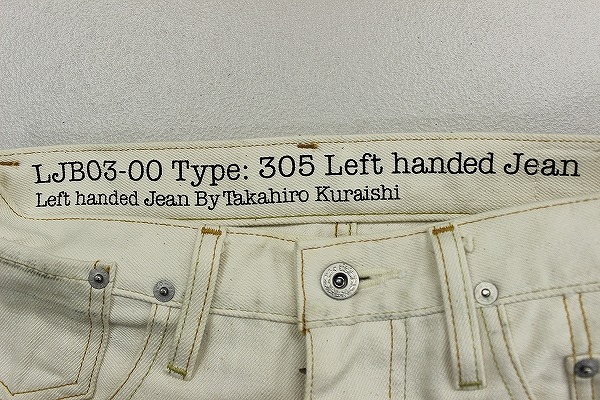 LJB03-00 Type: 305 Left handed Jean
Left handed Jean By Takahiro Kuraishi